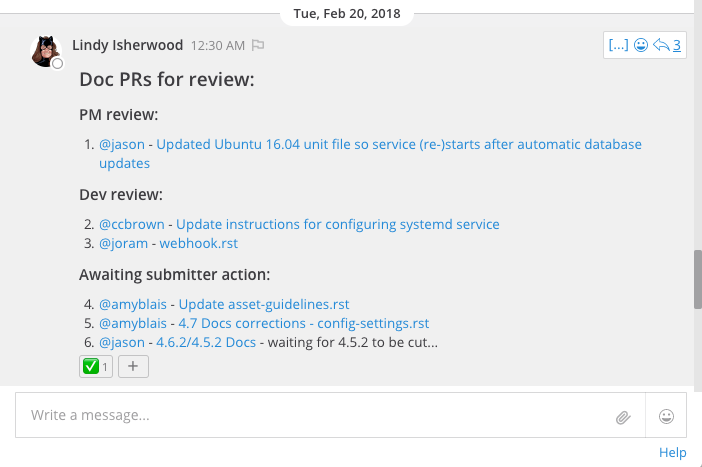 Tue, Feb 20, 2018
Lindy Isherwood 12:30 AM [...] 3
Doc PRs for review:
PM review:
1. @jason - Updated Ubuntu 16.04 unit file so service (re-)starts after automatic database
updates
Dev review:
2. @ccbrown - Update instructions for configuring systemd service
3. @joram - webhook.rst
Awaiting submitter action:
4. @amyblais - Update asset-guidelines.rst
5. @amyblais - 4.7 Docs corrections - config-settings.rst
6. @jason - 4.6.2/4.5.2 Docs - waiting for 4.5.2 to be cut...
✅ 1 +
Write a message...
Help